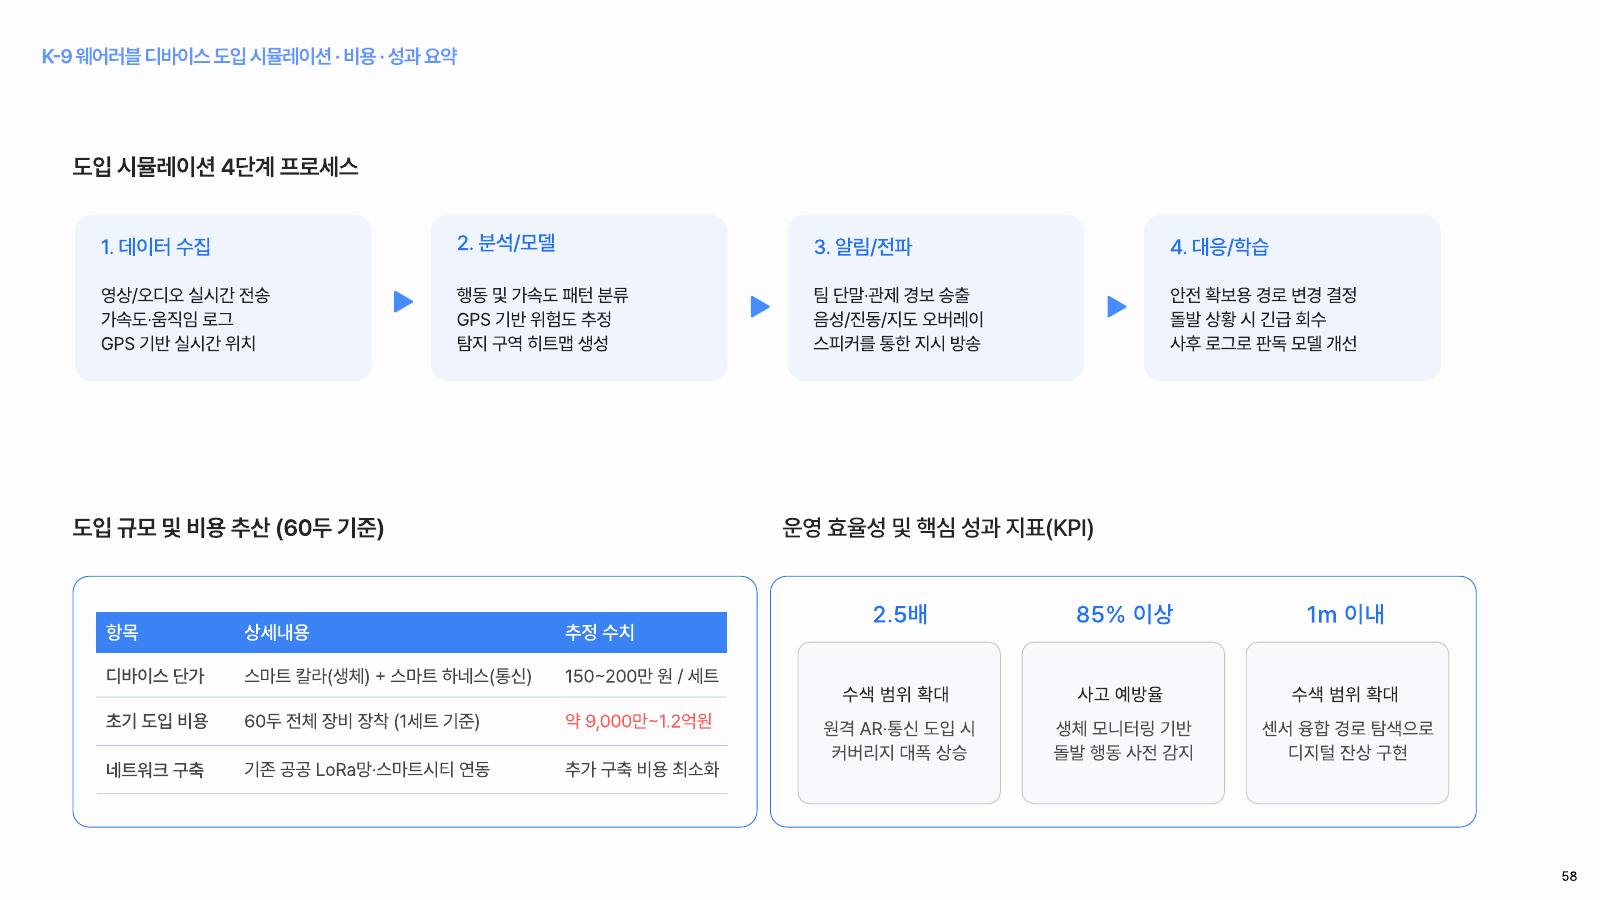 K-9 웨어러블 디바이스 도입 시뮬레이션 · 비용 · 성과 요약
도입 시뮬레이션 4단계 프로세스
1. 데이터 수집
영상/오디오 실시간 전송
가속도·움직임 로그
GPS 기반 실시간 위치
2. 분석/모델
행동 및 가속도 패턴 분류
GPS 기반 위험도 추정
탐지 구역 히트맵 생성
3. 알림/전파
팀 단말·관제 경보 송출
음성/진동/지도 오버레이
스피커를 통한 지시 방송
4. 대응/학습
안전 확보용 경로 변경 결정
돌발 상황 시 긴급 회수
사후 로그로 판독 모델 개선
도입 규모 및 비용 추산 (60두 기준)
항목 상세내용 추정 수치
디바이스 단가 스마트 칼라(생체) + 스마트 하네스(통신) 150~200만 원 / 세트
초기 도입 비용 60두 전체 장비 장착 (1세트 기준) 약 9,000만~1.2억원
네트워크 구축 기존 공공 LoRa망·스마트시티 연동 추가 구축 비용 최소화
운영 효율성 및 핵심 성과 지표(KPI)
2.5배
수색 범위 확대
원격 AR·통신 도입 시
커버리지 대폭 상승
85% 이상
사고 예방율
생체 모니터링 기반
돌발 행동 사전 감지
1m 이내
수색 범위 확대
센서 융합 경로 탐색으로
디지털 잔상 구현
58